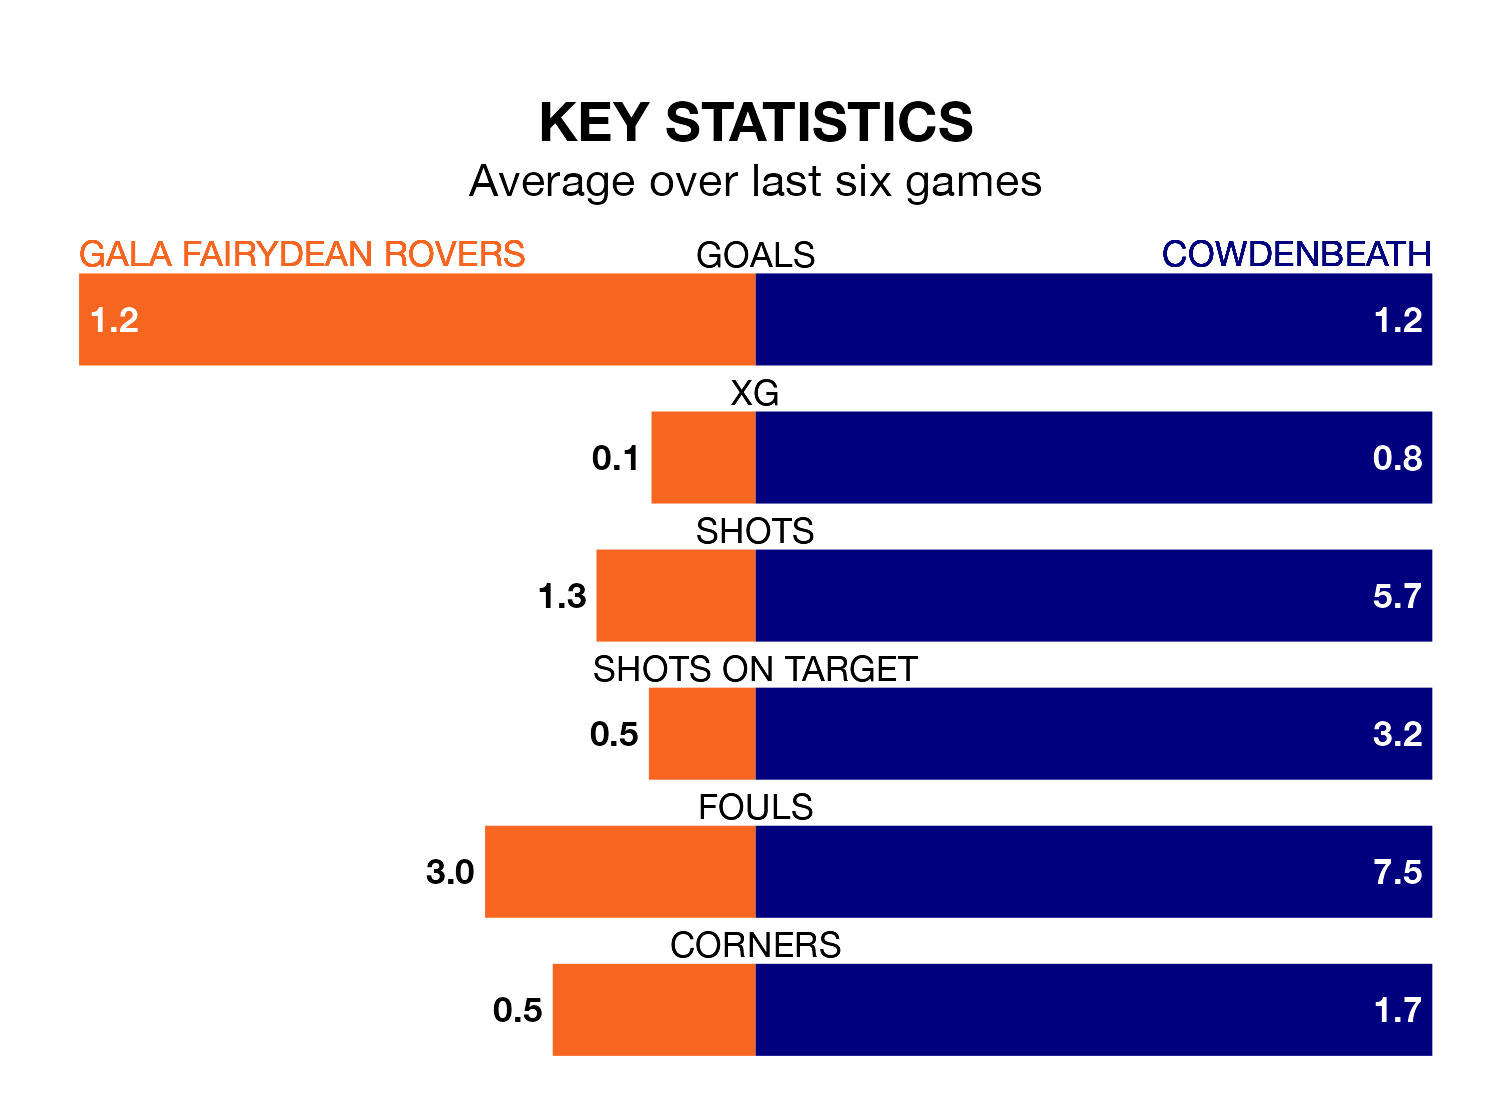 KEY STATISTICS
Average over last six games
GALA FAIRYDEAN ROVERS GOALS COWDENBEATH
1.2 1.2
XG
0.1 0.8
SHOTS
1.3 5.7
SHOTS ON TARGET
0.5 3.2
FOULS
3.0 7.5
CORNERS
0.5 1.7